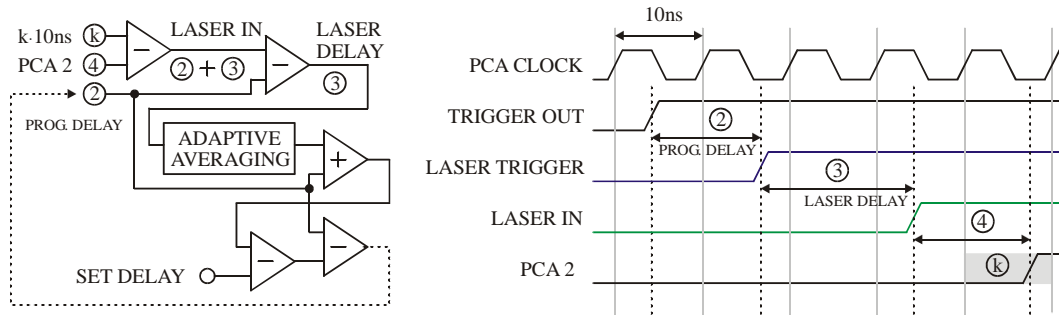 k·10ns
k
PCA 2
4
2
PROG. DELAY
LASER IN
2 + 3
LASER
DELAY
3
ADAPTIVE
AVERAGING
+
SET DELAY
10ns
PCA CLOCK
TRIGGER OUT
2
PROG. DELAY
LASER TRIGGER
3
LASER DELAY
LASER IN
4
PCA 2
k